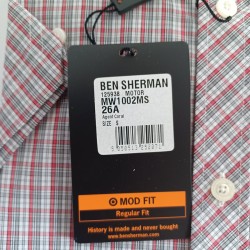 BEN SHERMAN
125938 MOTOR
MW1002MS
26A
Agent Coral
SIZE: S
MOD FIT
Regular Fit
History is made and never bought
www.bensherman.com